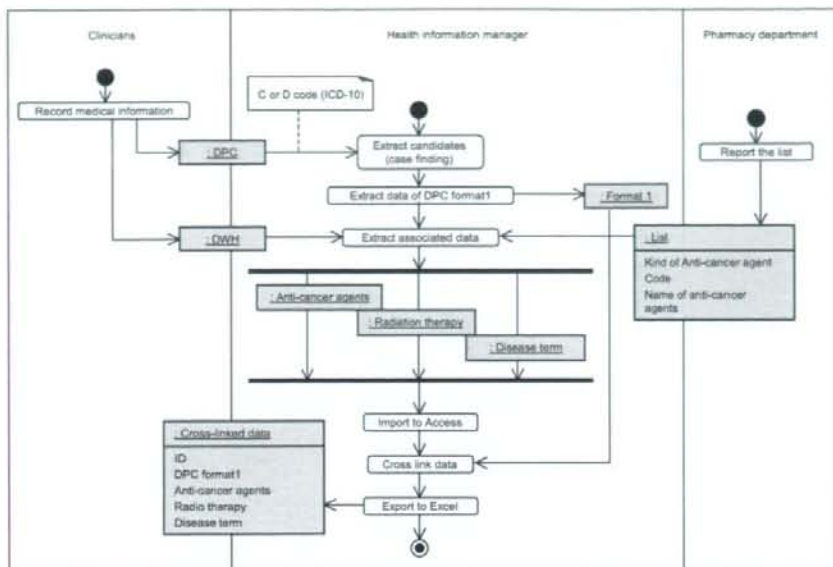 Clinicians
Health information manager
Pharmacy department
Record medical information
C or D code (ICD-10)
: DPC
Extract candidates
(case finding)
Report the list
Extract data of DPC format1
: Format 1
: DWH
Extract associated data
: List
Kind of Anti-cancer agent
Code
Name of anti-cancer
agents
: Anti-cancer agents
: Radiation therapy
: Disease term
Import to Access
: Cross-linked data
ID
DPC format1
Anti-cancer agents
Radio therapy
Disease term
Cross link data
Export to Excel